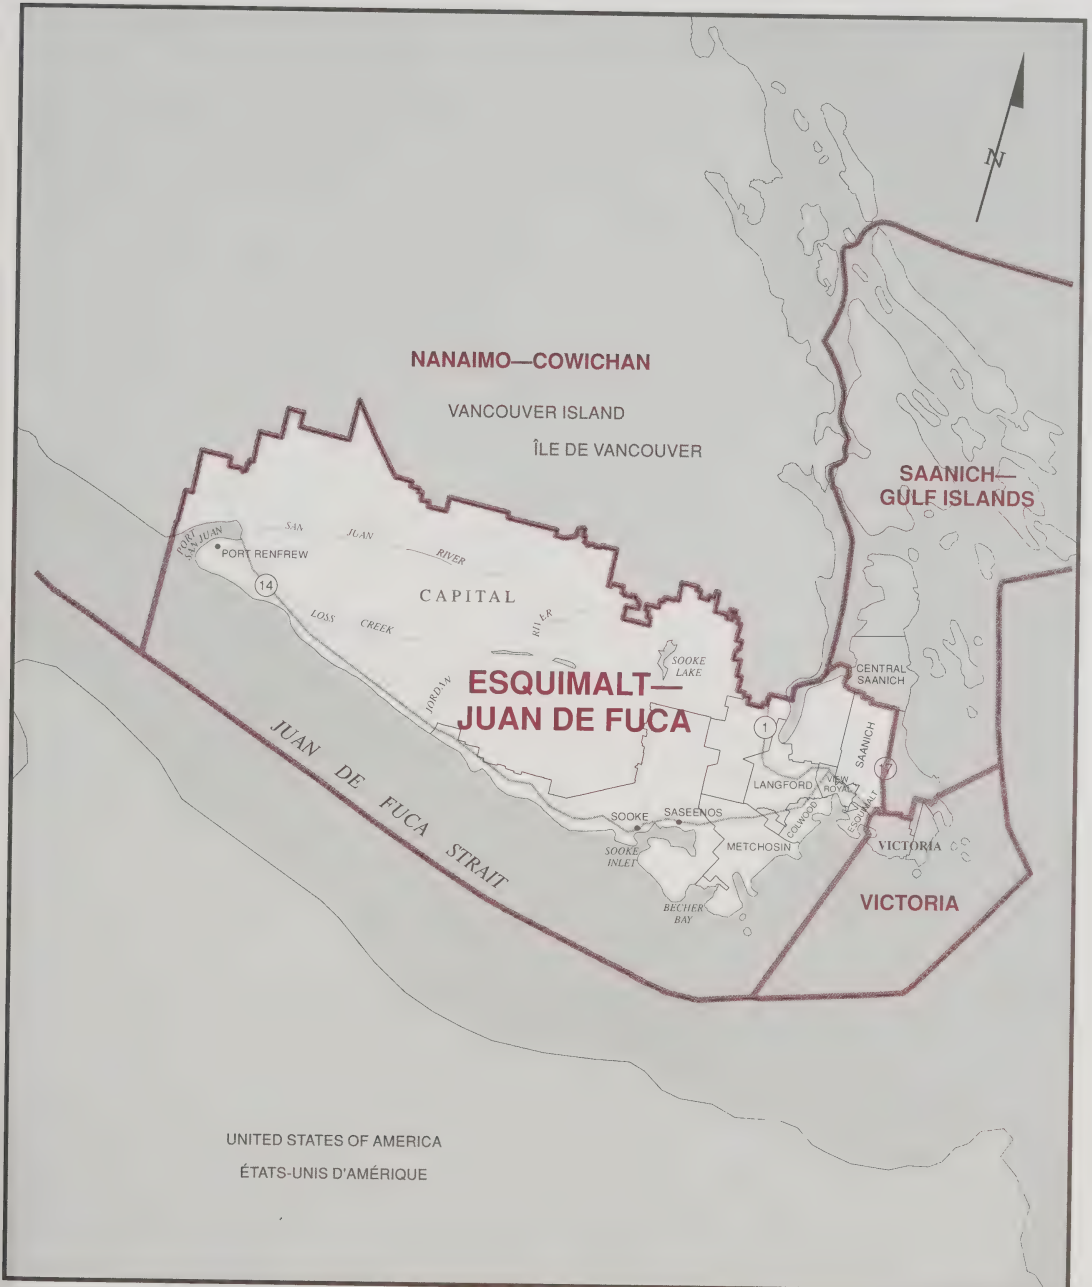 N
NANAIMO—COWICHAN
VANCOUVER ISLAND
ÎLE DE VANCOUVER
SAANICH—
GULF ISLANDS
PORT
SAN JUAN
SAN JUAN RIVER
PORT RENFREW
14
CAPITAL
LOSS CREEK
RIVER
JORDAN
SOOKE
LAKE
CENTRAL
SAANICH
ESQUIMALT—
JUAN DE FUCA
1
SAANICH
17
JUAN DE FUCA STRAIT
LANGFORD
VIEW
ROYAL
COLWOOD
ESQUIMALT
SOOKE
SASEENOS
SOOKE
INLET
METCHOSIN
VICTORIA
BECHER
BAY
VICTORIA
UNITED STATES OF AMERICA
ÉTATS-UNIS D'AMÉRIQUE